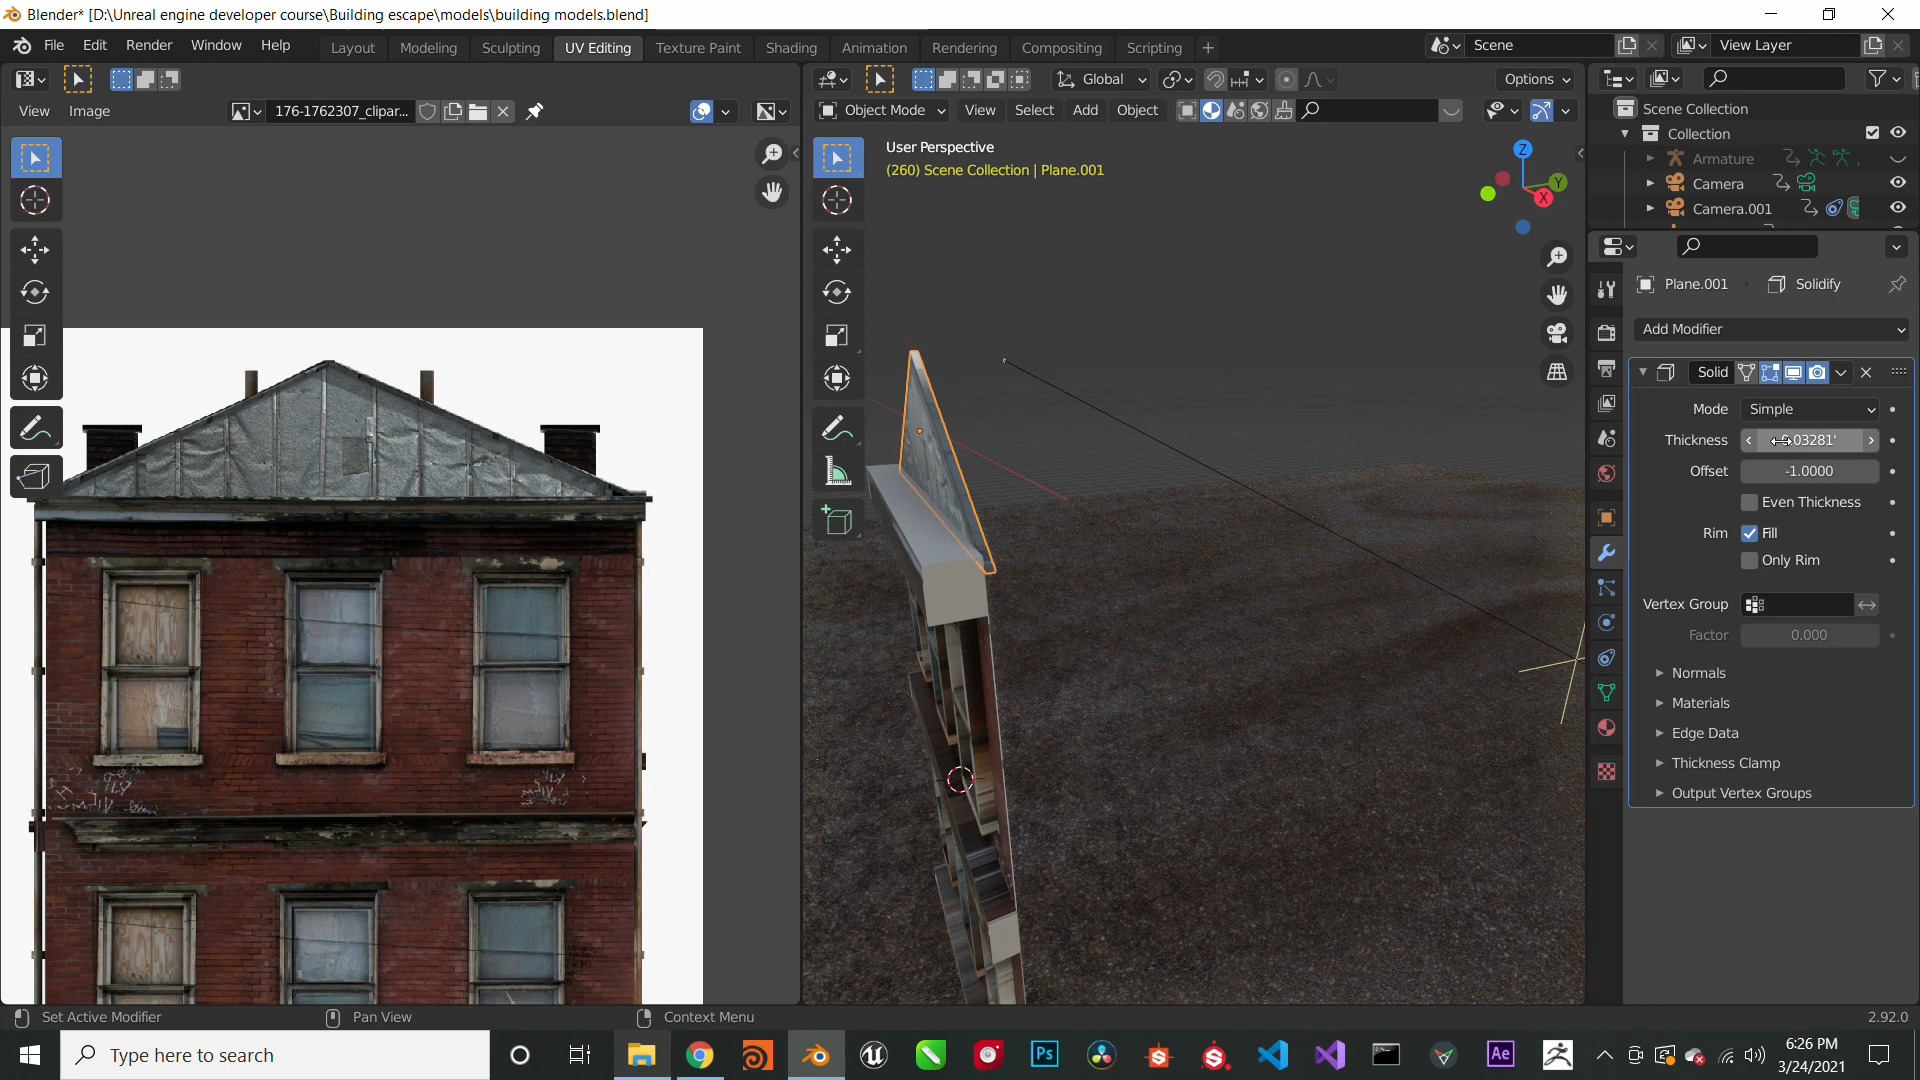 Blender* [D:\Unreal engine developer course\Building escape\models\building models.blend]
File Edit Render Window Help Layout Modeling Sculpting UV Editing Texture Paint Shading Animation Rendering Compositing Scripting + Scene View Layer
Global Options
View Image 176-1762307_clipar... Object Mode View Select Add Object
Scene Collection
Collection
Armature
Camera
Camera.001
User Perspective
(260) Scene Collection | Plane.001
Z
Y
X
Plane.001 Solidify
Add Modifier
Solid
Mode Simple
Thickness 03281'
Offset -1.0000
Even Thickness
Rim Fill
Only Rim
Vertex Group
Factor 0.000
Normals
Materials
Edge Data
Thickness Clamp
Output Vertex Groups
Set Active Modifier Pan View Context Menu 2.92.0
Type here to search
Ps
Ae
6:26 PM
3/24/2021